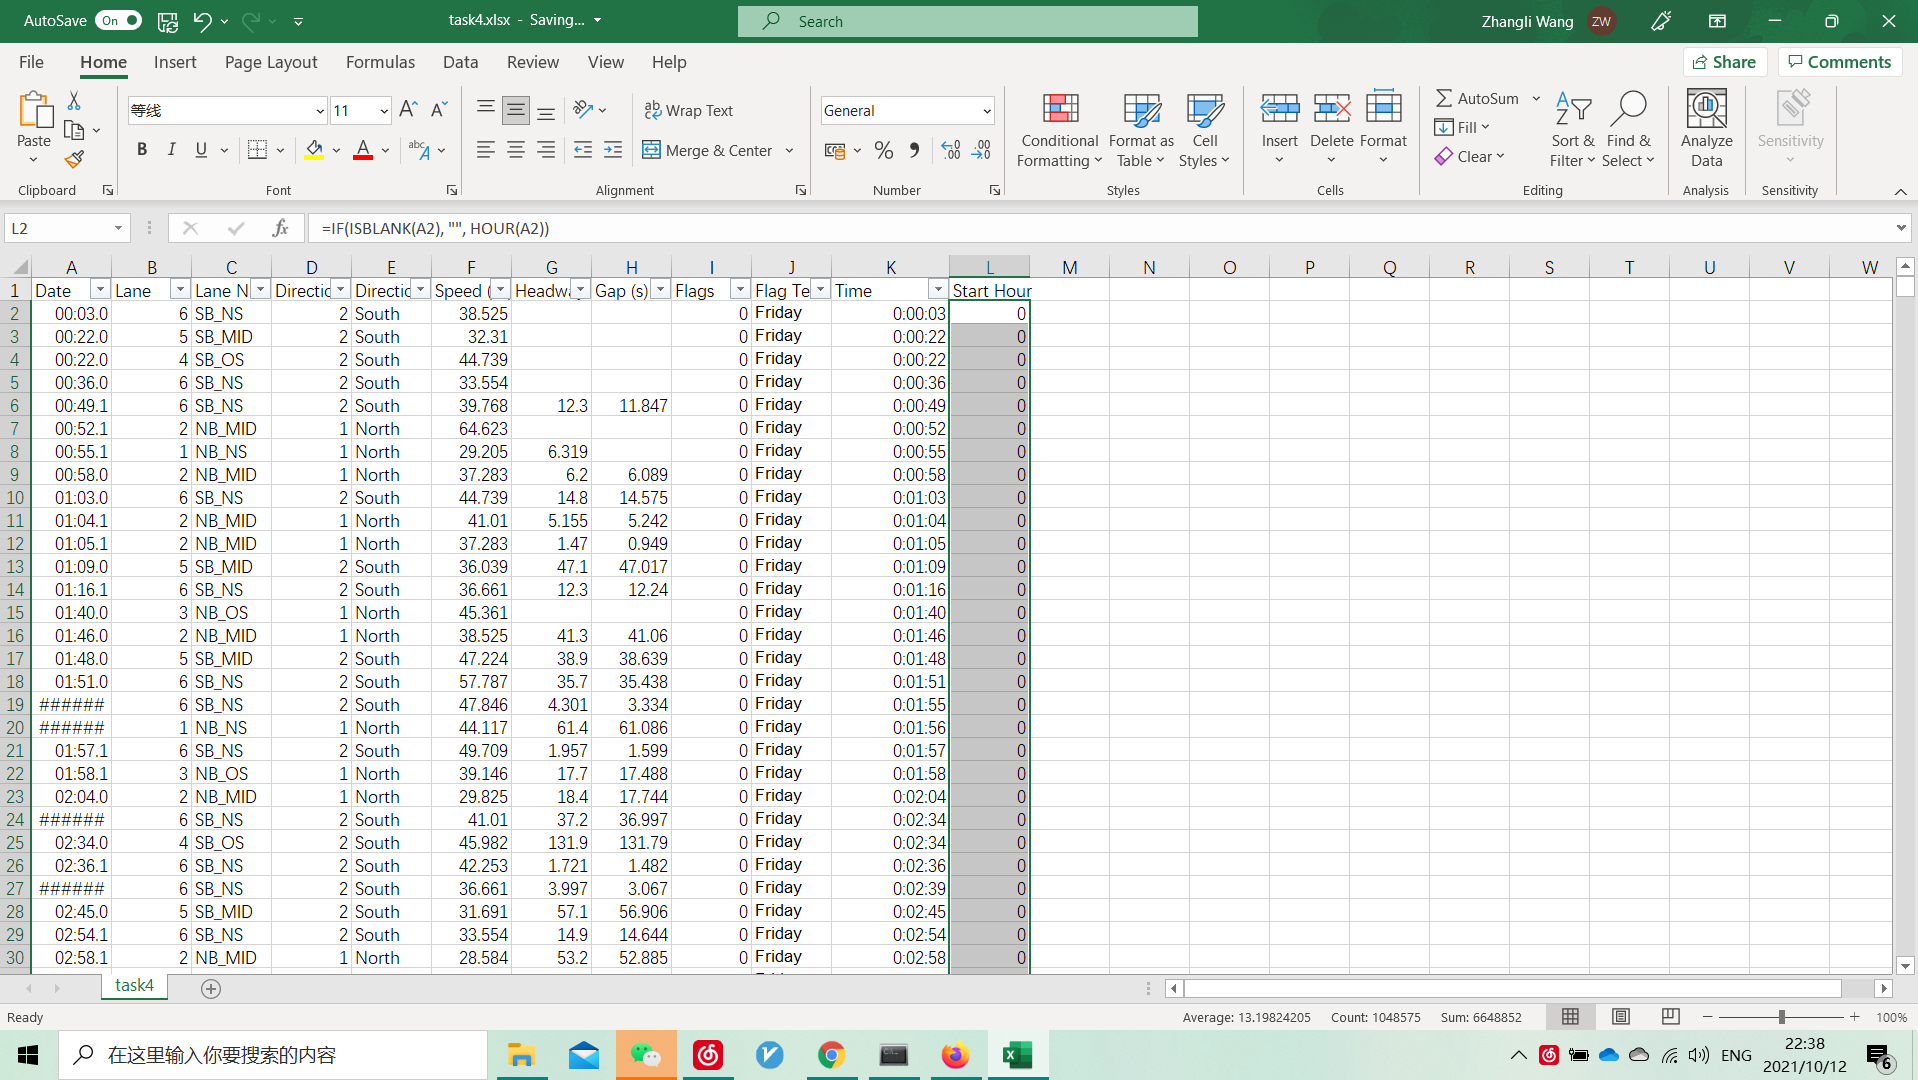 AutoSave On task4.xlsx - Saving... Search Zhangli Wang ZW
File Home Insert Page Layout Formulas Data Review View Help Share Comments
等线 11 Wrap Text General AutoSum
Paste Conditional Formatting Format as Table Cell Styles Insert Delete Format Fill Sort & Filter Find & Select Analyze Data Sensitivity
B I U A Merge & Center % Clear
Clipboard Font Alignment Number Styles Cells Editing Analysis Sensitivity
L2 fx =IF(ISBLANK(A2), "", HOUR(A2))
A B C D E F G H I J K L M N O P Q R S T U V W
1 Date Lane Lane N Directic Directic Speed ( Headwa Gap (s) Flags Flag Te Time Start Hour
2 00:03.0 6 SB_NS 2 South 38.525 0 Friday 0:00:03 0
3 00:22.0 5 SB_MID 2 South 32.31 0 Friday 0:00:22 0
4 00:22.0 4 SB_OS 2 South 44.739 0 Friday 0:00:22 0
5 00:36.0 6 SB_NS 2 South 33.554 0 Friday 0:00:36 0
6 00:49.1 6 SB_NS 2 South 39.768 12.3 11.847 0 Friday 0:00:49 0
7 00:52.1 2 NB_MID 1 North 64.623 0 Friday 0:00:52 0
8 00:55.1 1 NB_NS 1 North 29.205 6.319 0 Friday 0:00:55 0
9 00:58.0 2 NB_MID 1 North 37.283 6.2 6.089 0 Friday 0:00:58 0
10 01:03.0 6 SB_NS 2 South 44.739 14.8 14.575 0 Friday 0:01:03 0
11 01:04.1 2 NB_MID 1 North 41.01 5.155 5.242 0 Friday 0:01:04 0
12 01:05.1 2 NB_MID 1 North 37.283 1.47 0.949 0 Friday 0:01:05 0
13 01:09.0 5 SB_MID 2 South 36.039 47.1 47.017 0 Friday 0:01:09 0
14 01:16.1 6 SB_NS 2 South 36.661 12.3 12.24 0 Friday 0:01:16 0
15 01:40.0 3 NB_OS 1 North 45.361 0 Friday 0:01:40 0
16 01:46.0 2 NB_MID 1 North 38.525 41.3 41.06 0 Friday 0:01:46 0
17 01:48.0 5 SB_MID 2 South 47.224 38.9 38.639 0 Friday 0:01:48 0
18 01:51.0 6 SB_NS 2 South 57.787 35.7 35.438 0 Friday 0:01:51 0
19 ###### 6 SB_NS 2 South 47.846 4.301 3.334 0 Friday 0:01:55 0
20 ###### 1 NB_NS 1 North 44.117 61.4 61.086 0 Friday 0:01:56 0
21 01:57.1 6 SB_NS 2 South 49.709 1.957 1.599 0 Friday 0:01:57 0
22 01:58.1 3 NB_OS 1 North 39.146 17.7 17.488 0 Friday 0:01:58 0
23 02:04.0 2 NB_MID 1 North 29.825 18.4 17.744 0 Friday 0:02:04 0
24 ###### 6 SB_NS 2 South 41.01 37.2 36.997 0 Friday 0:02:34 0
25 02:34.0 4 SB_OS 2 South 45.982 131.9 131.79 0 Friday 0:02:34 0
26 02:36.1 6 SB_NS 2 South 42.253 1.721 1.482 0 Friday 0:02:36 0
27 ###### 6 SB_NS 2 South 36.661 3.997 3.067 0 Friday 0:02:39 0
28 02:45.0 5 SB_MID 2 South 31.691 57.1 56.906 0 Friday 0:02:45 0
29 02:54.1 6 SB_NS 2 South 33.554 14.9 14.644 0 Friday 0:02:54 0
30 02:58.1 2 NB_MID 1 North 28.584 53.2 52.885 0 Friday 0:02:58 0
task4
Ready Average: 13.19824205 Count: 1048575 Sum: 6648852 100%
在这里输入你要搜索的内容 ENG 22:38
2021/10/12 6